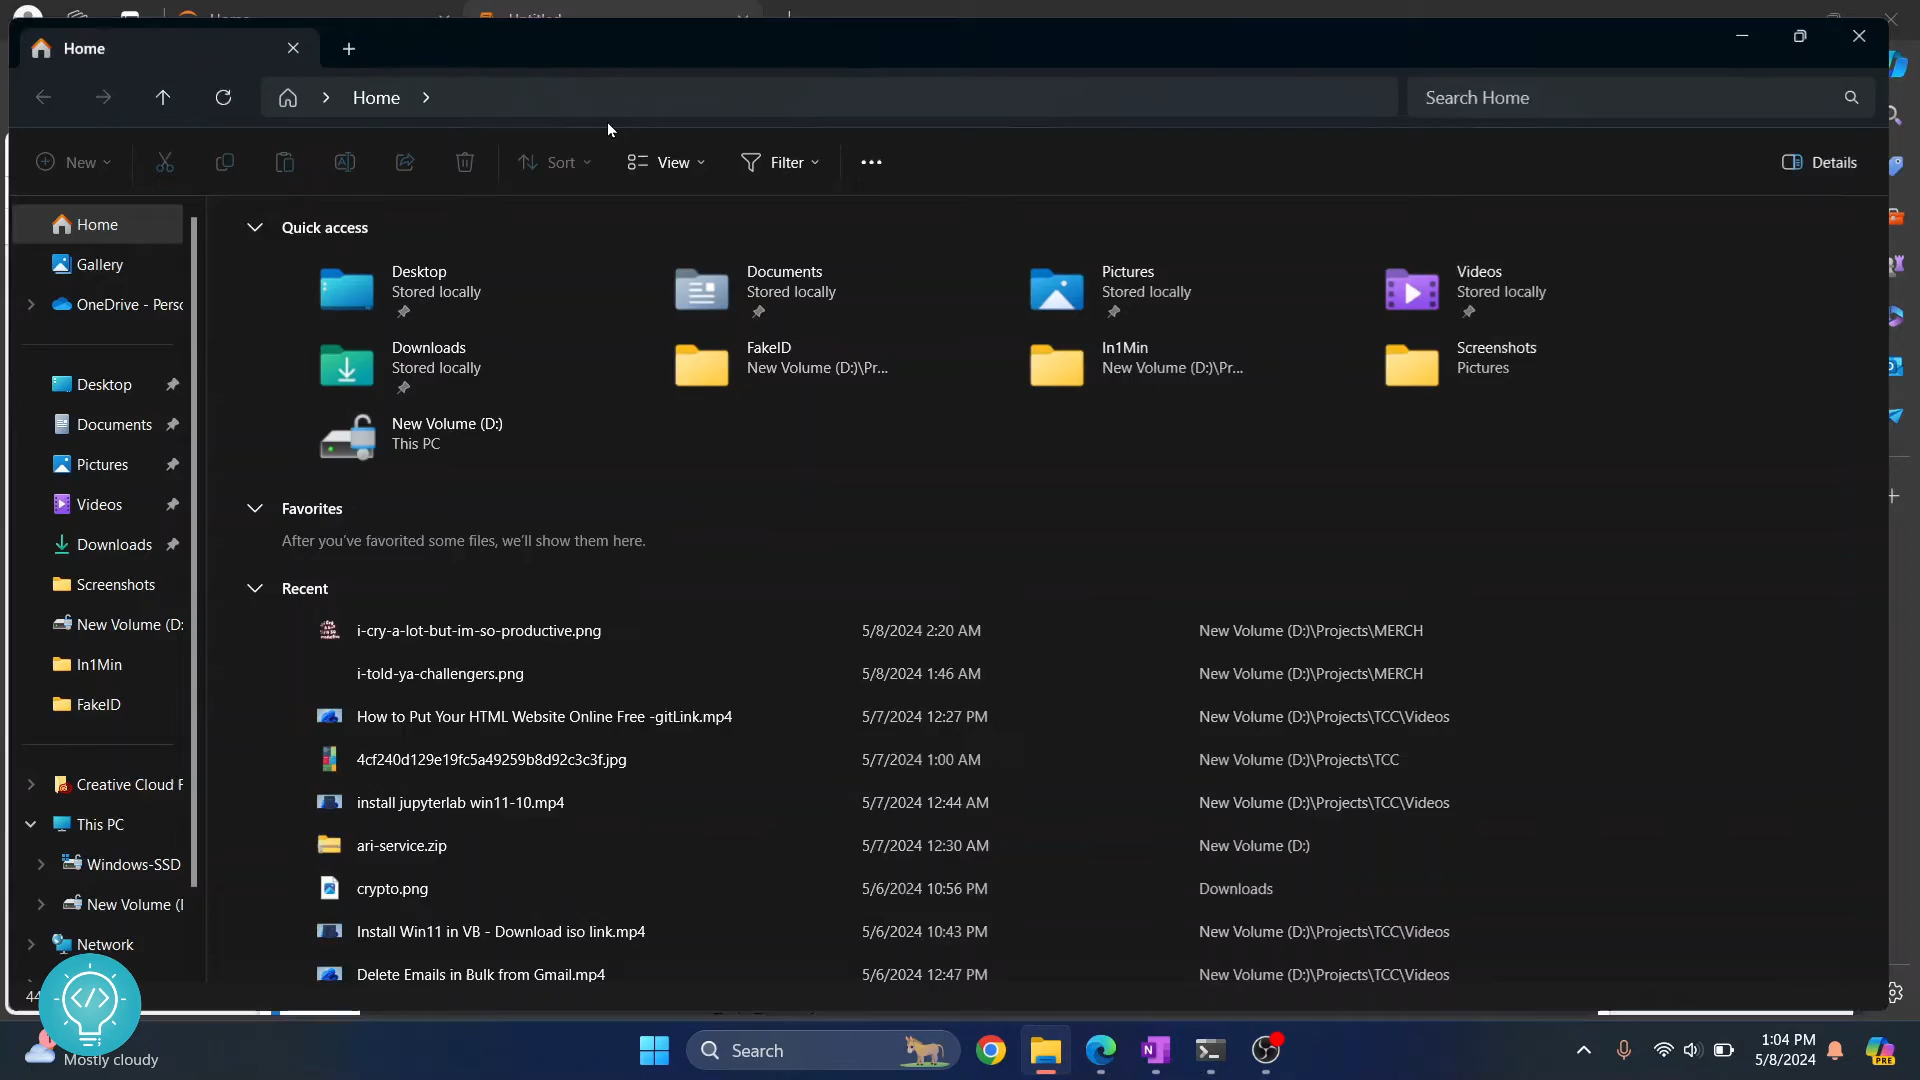 Home
Home
Search Home
New
Sort
View
Filter
Details
Home
Gallery
OneDrive - Perso
Desktop
Documents
Pictures
Videos
Downloads
Screenshots
New Volume (D:
In1Min
FakeID
Creative Cloud F
This PC
Windows-SSD
New Volume (
Network
44
Quick access
Desktop
Stored locally
Documents
Stored locally
Pictures
Stored locally
Videos
Stored locally
Downloads
Stored locally
FakeID
New Volume (D:)\Pr...
In1Min
New Volume (D:)\Pr...
Screenshots
Pictures
New Volume (D:)
This PC
Favorites
After you've favorited some files, we'll show them here.
Recent
i-cry-a-lot-but-im-so-productive.png 5/8/2024 2:20 AM New Volume (D:)\Projects\MERCH
i-told-ya-challengers.png 5/8/2024 1:46 AM New Volume (D:)\Projects\MERCH
How to Put Your HTML Website Online Free -gitLink.mp4 5/7/2024 12:27 PM New Volume (D:)\Projects\TCC\Videos
4cf240d129e19fc5a49259b8d92c3c3f.jpg 5/7/2024 1:00 AM New Volume (D:)\Projects\TCC
install jupyterlab win11-10.mp4 5/7/2024 12:44 AM New Volume (D:)\Projects\TCC\Videos
ari-service.zip 5/7/2024 12:30 AM New Volume (D:)
crypto.png 5/6/2024 10:56 PM Downloads
Install Win11 in VB - Download iso link.mp4 5/6/2024 10:43 PM New Volume (D:)\Projects\TCC\Videos
Delete Emails in Bulk from Gmail.mp4 5/6/2024 12:47 PM New Volume (D:)\Projects\TCC\Videos
Mostly cloudy
Search
1:04 PM
5/8/2024
PRE